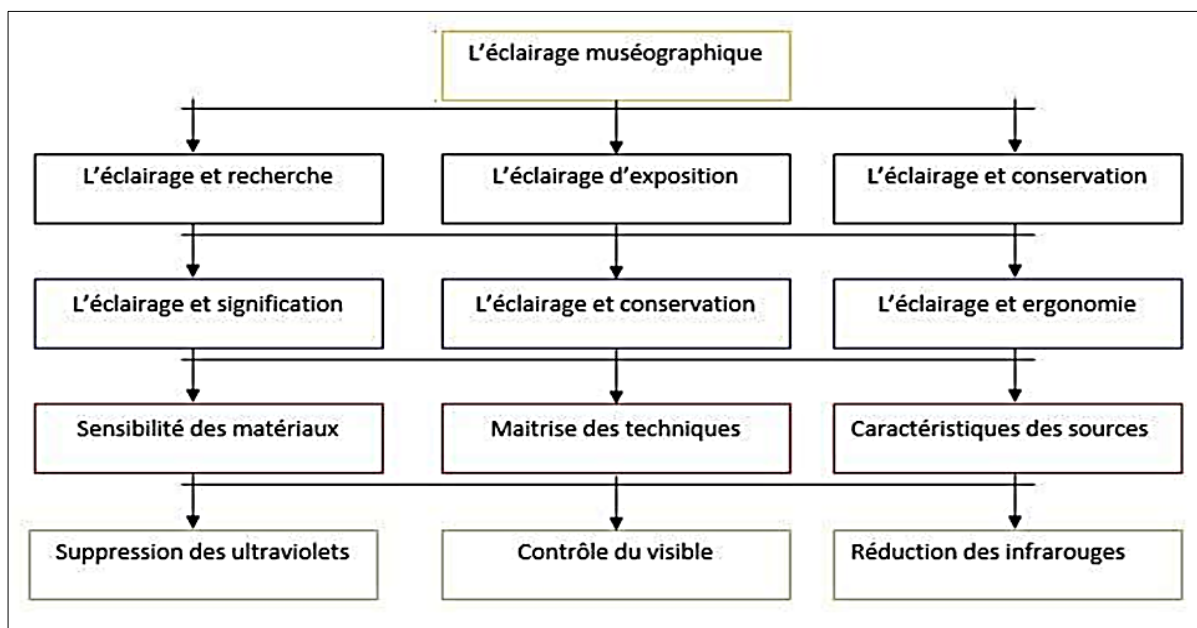 L'éclairage muséographique
L'éclairage et recherche
L'éclairage d'exposition
L'éclairage et conservation
L'éclairage et signification
L'éclairage et conservation
L'éclairage et ergonomie
Sensibilité des matériaux
Maitrise des techniques
Caractéristiques des sources
Suppression des ultraviolets
Contrôle du visible
Réduction des infrarouges